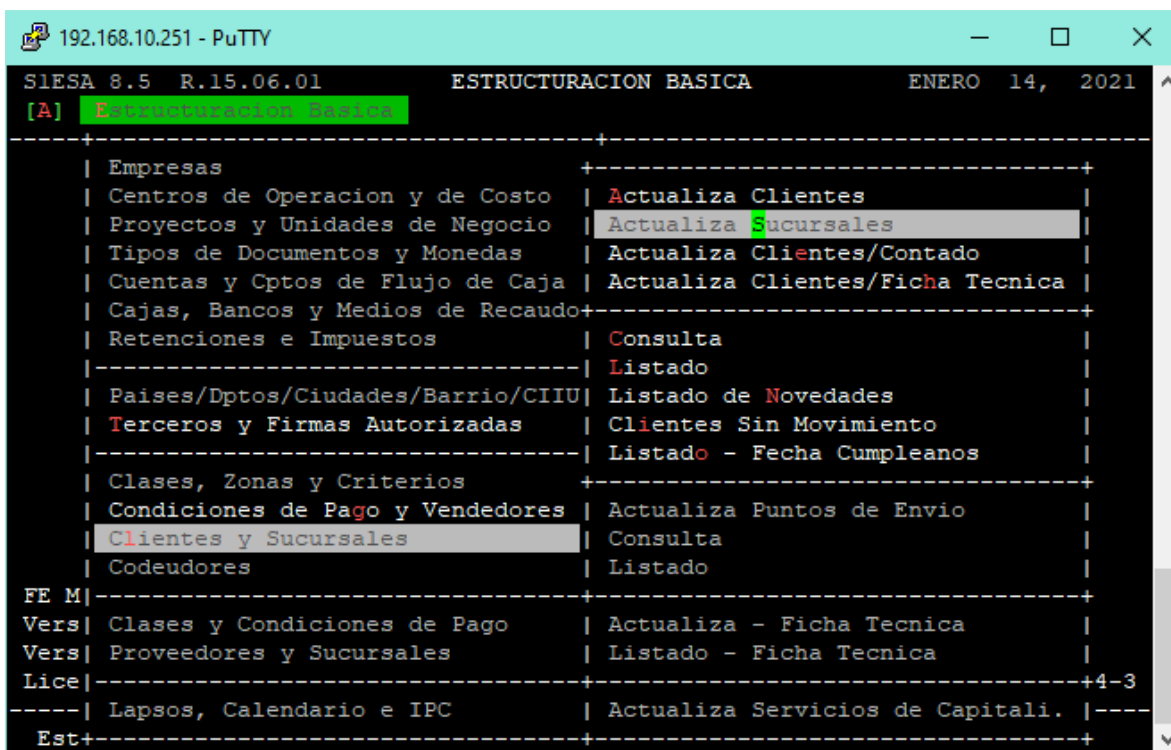 192.168.10.251 - PuTTY
S1ESA 8.5 R.15.06.01 ESTRUCTURACION BASICA ENERO 14, 2021
[A] Estructuracion Basica
-----+-----------------------------------+---------------------------------
| Empresas +---------------------------------+
| Centros de Operacion y de Costo | Actualiza Clientes |
| Proyectos y Unidades de Negocio | Actualiza Sucursales |
| Tipos de Documentos y Monedas | Actualiza Clientes/Contado |
| Cuentas y Cptos de Flujo de Caja | Actualiza Clientes/Ficha Tecnica |
| Cajas, Bancos y Medios de Recaudo+---------------------------------+
| Retenciones e Impuestos | Consulta |
|---------------------------------| Listado |
| Paises/Dptos/Ciudades/Barrio/CIIU| Listado de Novedades |
| Terceros y Firmas Autorizadas | Clientes Sin Movimiento |
|---------------------------------| Listado - Fecha Cumpleanos |
| Clases, Zonas y Criterios +---------------------------------+
| Condiciones de Pago y Vendedores | Actualiza Puntos de Envio |
| Clientes y Sucursales | Consulta |
| Codeudores | Listado |
FE M|---------------------------------+---------------------------------+
Vers| Clases y Condiciones de Pago | Actualiza - Ficha Tecnica |
Vers| Proveedores y Sucursales | Listado - Ficha Tecnica |
Lice|---------------------------------+---------------------------------+4-3
-----| Lapsos, Calendario e IPC | Actualiza Servicios de Capitali. |----
Est+---------------------------------+---------------------------------+